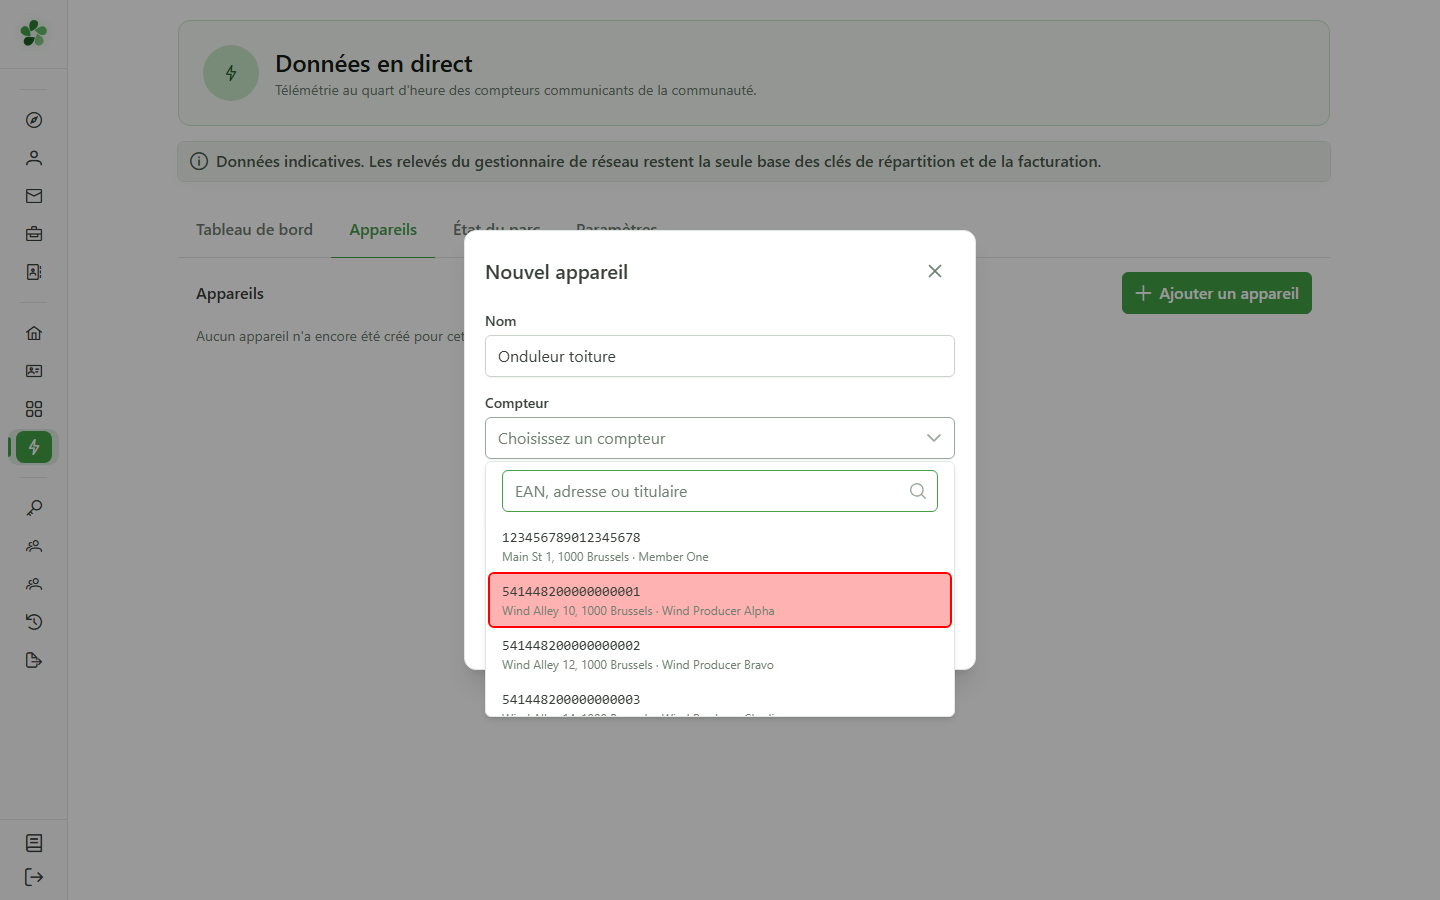 Données en direct
Télémétrie au quart d'heure des compteurs communicants de la communauté.
Données indicatives. Les relevés du gestionnaire de réseau restent la seule base des clés de répartition et de la facturation.
Tableau de bord
Appareils
État du parc
Paramètres
Appareils
Ajouter un appareil
Aucun appareil n'a encore été créé pour cet
Nouvel appareil
Nom
Onduleur toiture
Compteur
Choisissez un compteur
EAN, adresse ou titulaire
123456789012345678
Main St 1, 1000 Brussels · Member One
541448200000000001
Wind Alley 10, 1000 Brussels · Wind Producer Alpha
541448200000000002
Wind Alley 12, 1000 Brussels · Wind Producer Bravo
541448200000000003